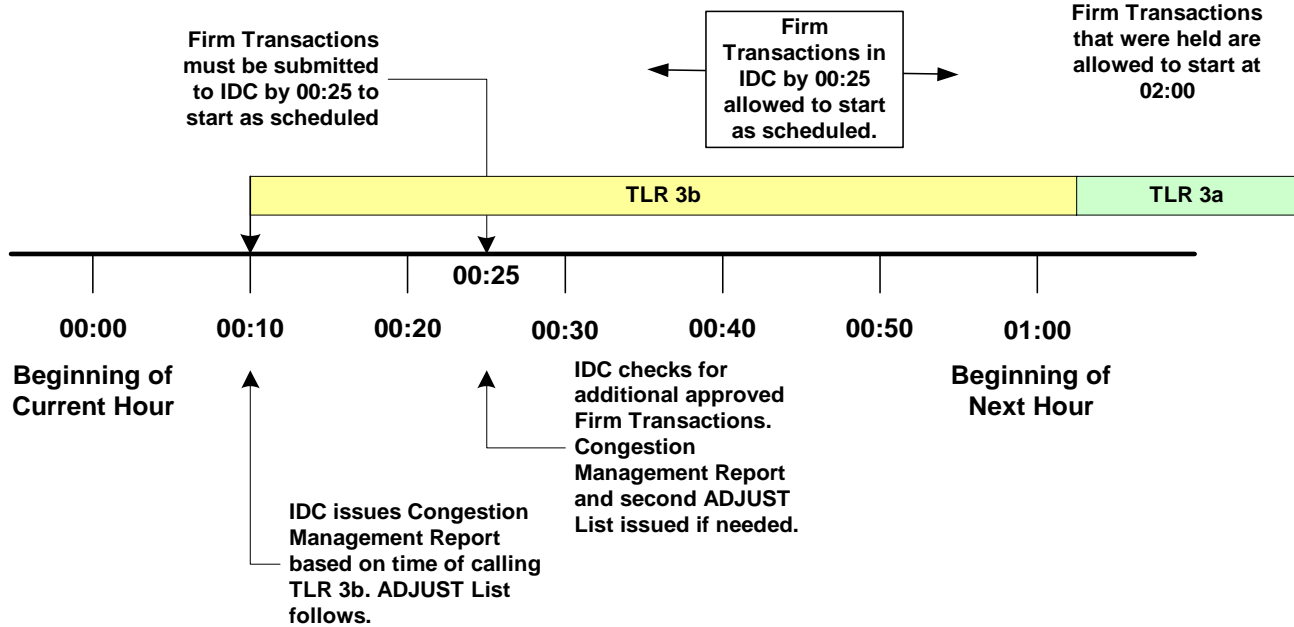 Firm Transactions
must be submitted
to IDC by 00:25 to
start as scheduled
Firm
Transactions in
IDC by 00:25
allowed to start
as scheduled.
Firm Transactions
that were held are
allowed to start at
02:00
TLR 3b
TLR 3a
00:25
00:00
00:10
00:20
00:30
00:40
00:50
01:00
Beginning of
Current Hour
Beginning of
Next Hour
IDC issues Congestion
Management Report
based on time of calling
TLR 3b. ADJUST List
follows.
IDC checks for
additional approved
Firm Transactions.
Congestion
Management Report
and second ADJUST
List issued if needed.